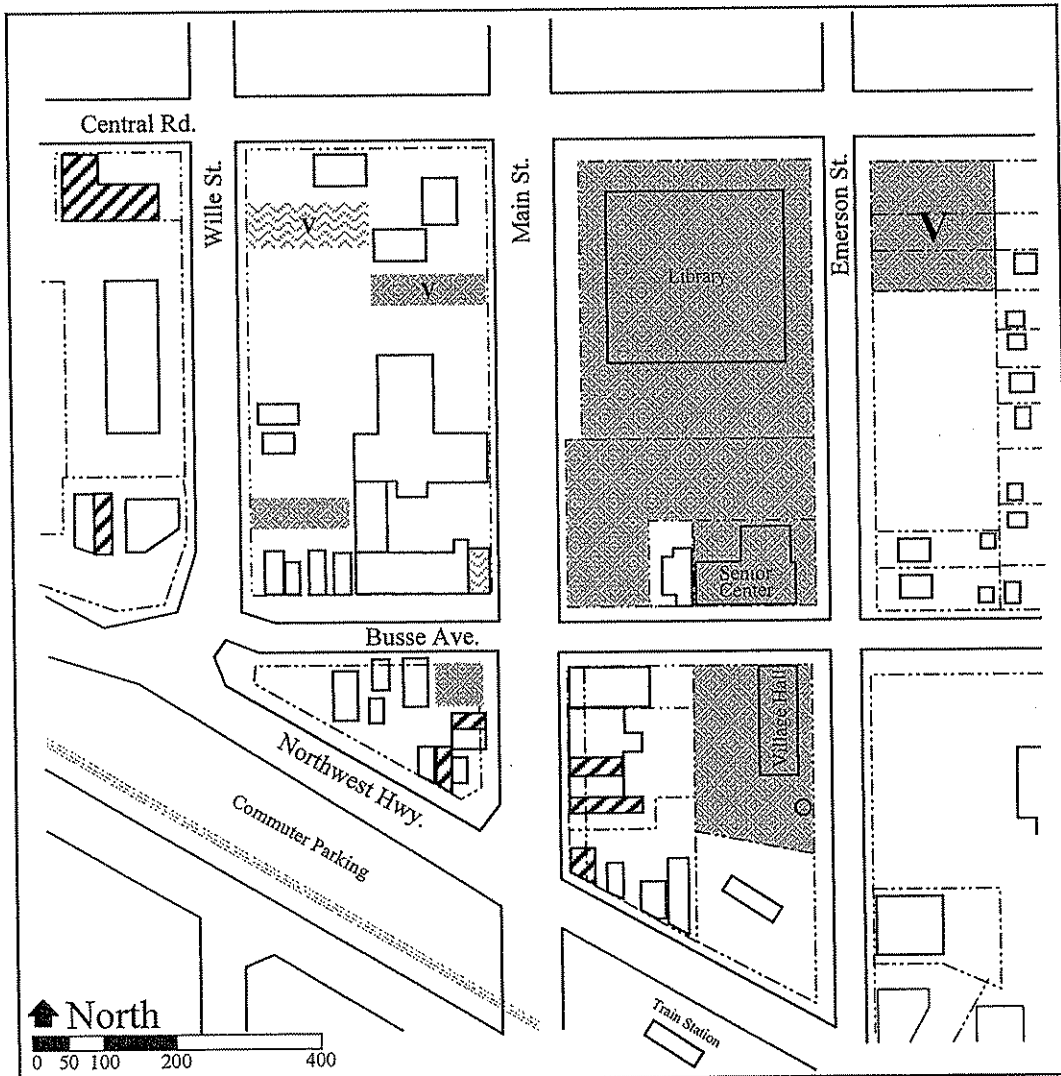 Central Rd.
Wille St.
Main St.
Emerson St.
V
V
V
Library
Senior
Center
Busse Ave.
Village Hall
Northwest Hwy.
Commuter Parking
Train Station
North
0 50 100 200 400